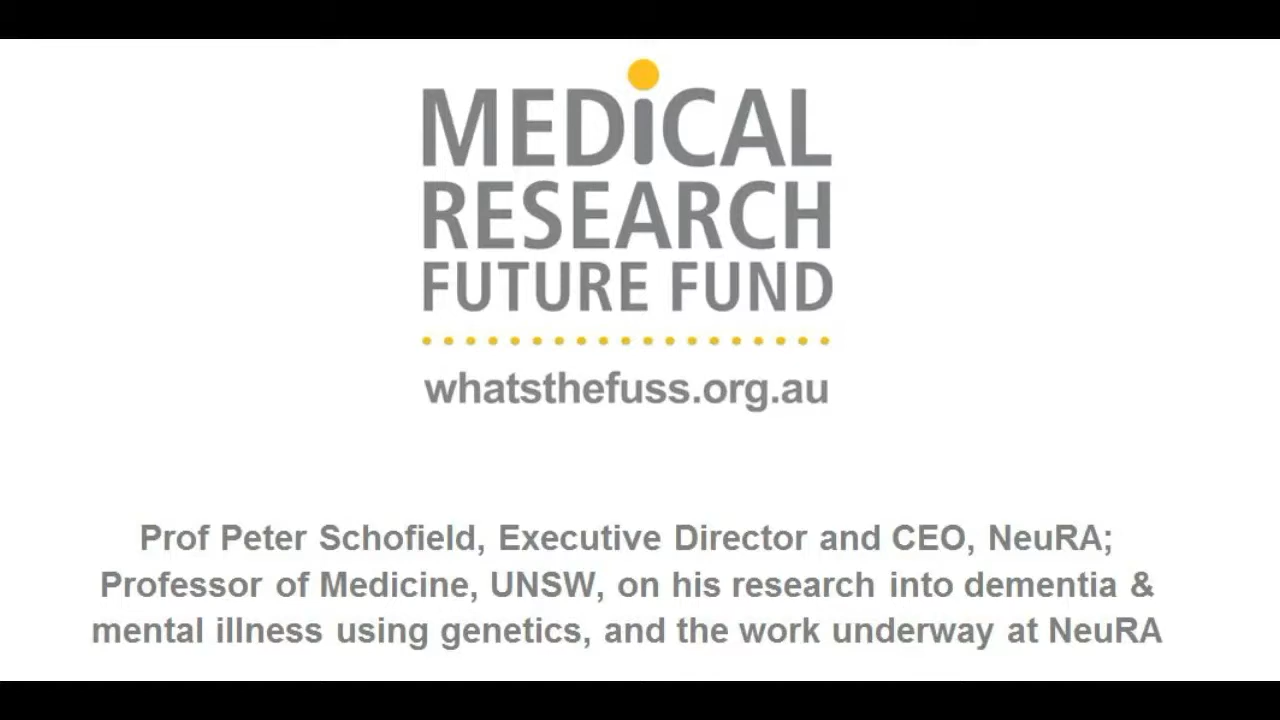 MEDiCAL
RESEARCH
FUTURE FUND
whatsthefuss.org.au
Prof Peter Schofield, Executive Director and CEO, NeuRA;
Professor of Medicine, UNSW, on his research into dementia &
mental illness using genetics, and the work underway at NeuRA